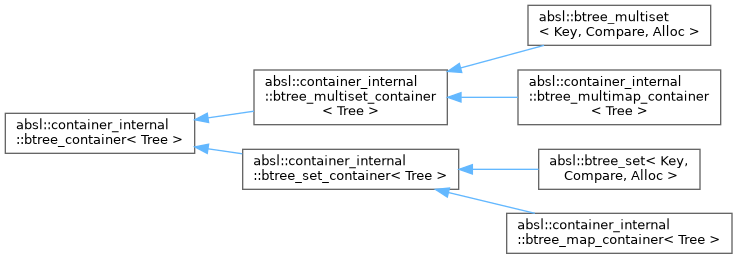 absl::btree_multiset
< Key, Compare, Alloc >
absl::container_internal
::btree_multiset_container
< Tree >
absl::container_internal
::btree_multimap_container
< Tree >
absl::container_internal
::btree_container< Tree >
absl::container_internal
::btree_set_container< Tree >
absl::btree_set< Key,
Compare, Alloc >
absl::container_internal
::btree_map_container< Tree >